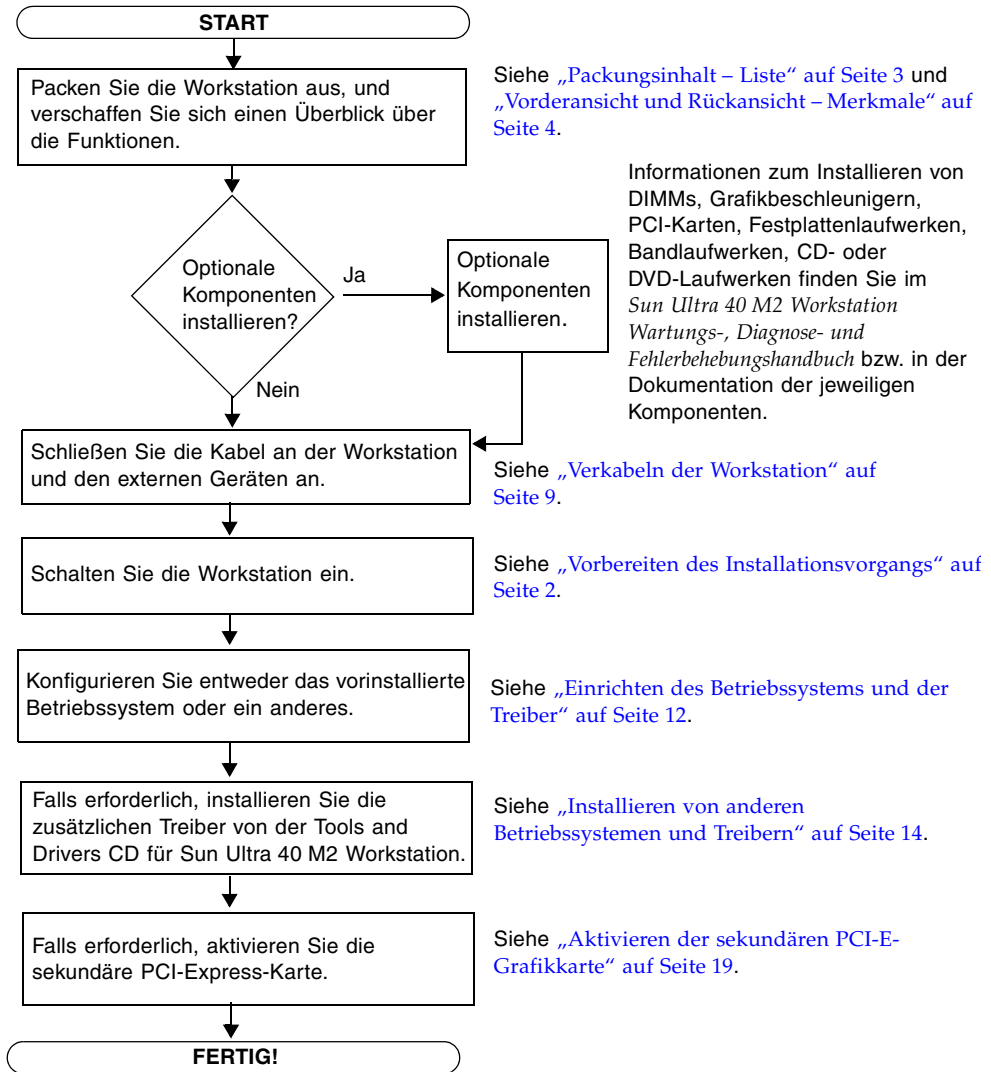 START
Packen Sie die Workstation aus, und
verschaffen Sie sich einen Überblick über
die Funktionen.
Siehe „Packungsinhalt – Liste“ auf Seite 3 und
„Vorderansicht und Rückansicht – Merkmale“ auf
Seite 4.
Optionale
Komponenten
installieren?
Ja
Optionale
Komponenten
installieren.
Informationen zum Installieren von
DIMMs, Grafikbeschleunigern,
PCI-Karten, Festplattenlaufwerken,
Bandlaufwerken, CD- oder
DVD-Laufwerken finden Sie im
Sun Ultra 40 M2 Workstation
Wartungs-, Diagnose- und
Fehlerbehebungshandbuch bzw. in der
Dokumentation der jeweiligen
Komponenten.
Nein
Schließen Sie die Kabel an der Workstation
und den externen Geräten an.
Siehe „Verkabeln der Workstation“ auf
Seite 9.
Schalten Sie die Workstation ein.
Siehe „Vorbereiten des Installationsvorgangs“ auf
Seite 2.
Konfigurieren Sie entweder das vorinstallierte
Betriebssystem oder ein anderes.
Siehe „Einrichten des Betriebssystems und der
Treiber“ auf Seite 12.
Falls erforderlich, installieren Sie die
zusätzlichen Treiber von der Tools and
Drivers CD für Sun Ultra 40 M2 Workstation.
Siehe „Installieren von anderen
Betriebssystemen und Treibern“ auf Seite 14.
Falls erforderlich, aktivieren Sie die
sekundäre PCI-Express-Karte.
Siehe „Aktivieren der sekundären PCI-E-
Grafikkarte“ auf Seite 19.
FERTIG!